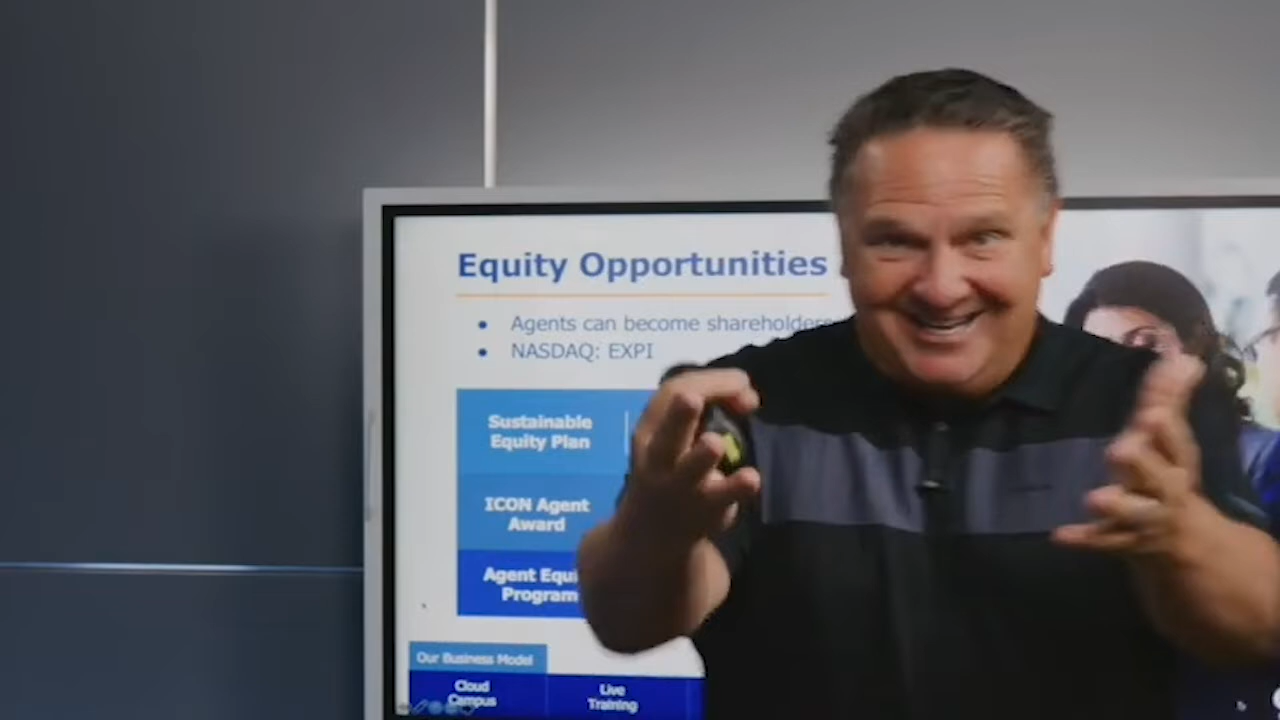 Equity Opportunities
Agents can become shareholders
NASDAQ: EXPI
Sustainable
Equity Plan
ICON Agent
Award
Agent
Program
Our Business Model
Cloud
Campus
Live
Training